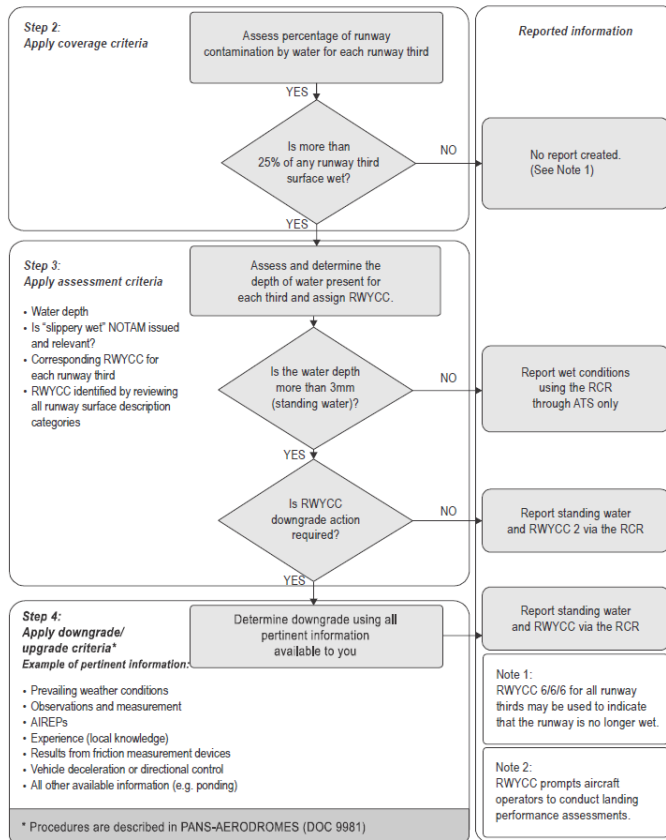 Step 2:
Apply coverage criteria
Assess percentage of runway
contamination by water for each runway third
YES
Is more than
25% of any runway third
surface wet?
NO
YES
Reported information
No report created.
(See Note 1)
Step 3:
Apply assessment criteria
• Water depth
• Is “slippery wet” NOTAM issued
and relevant?
• Corresponding RWYCC for
each runway third
• RWYCC identified by reviewing
all runway surface description
categories
Assess and determine the
depth of water present for
each third and assign RWYCC.
Is the water depth
more than 3mm
(standing water)?
NO
Report wet conditions
using the RCR
through ATS only
YES
Is RWYCC
downgrade action
required?
NO
Report standing water
and RWYCC 2 via the RCR
YES
Step 4:
Apply downgrade/
upgrade criteria*
Example of pertinent information:
• Prevailing weather conditions
• Observations and measurement
• AIREPs
• Experience (local knowledge)
• Results from friction measurement devices
• Vehicle deceleration or directional control
• All other available information (e.g. ponding)
Determine downgrade using all
pertinent information
available to you
Report standing water
and RWYCC via the RCR
Note 1:
RWYCC 6/6/6 for all runway
thirds may be used to indicate
that the runway is no longer wet.
Note 2:
RWYCC prompts aircraft
operators to conduct landing
performance assessments.
* Procedures are described in PANS-AERODROMES (DOC 9981)